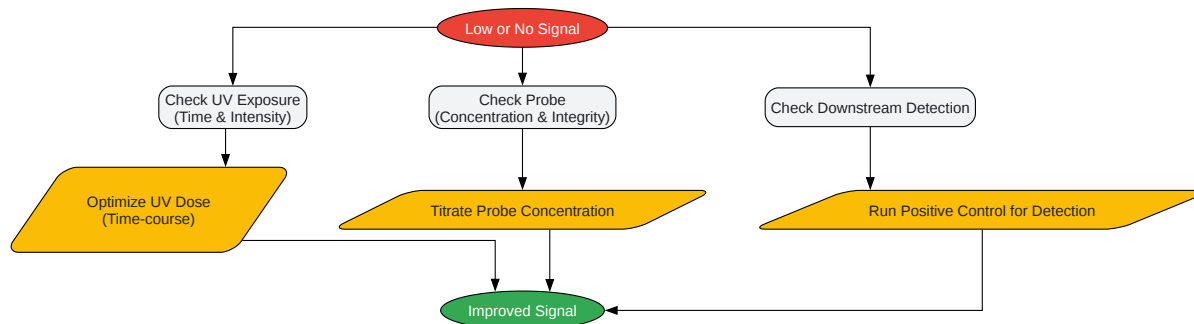 Low or No Signal
Check UV Exposure
(Time & Intensity)
Check Probe
(Concentration & Integrity)
Check Downstream Detection
Optimize UV Dose
(Time-course)
Titrate Probe Concentration
Run Positive Control for Detection
Improved Signal